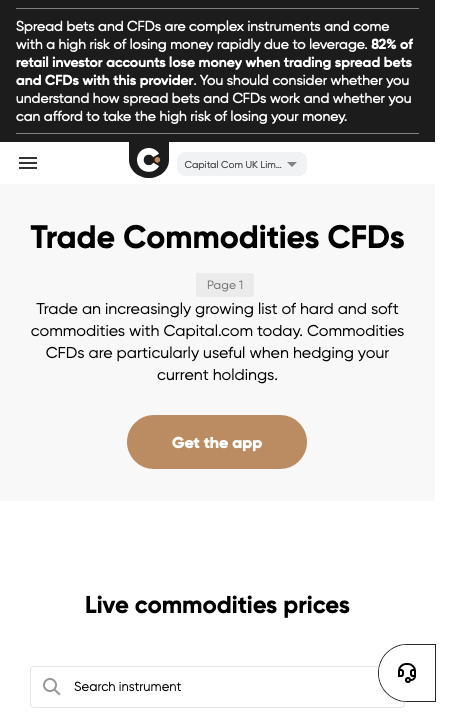 Spread bets and CFDs are complex instruments and come
with a high risk of losing money rapidly due to leverage. 82% of
retail investor accounts lose money when trading spread bets
and CFDs with this provider. You should consider whether you
understand how spread bets and CFDs work and whether you
can afford to take the high risk of losing your money.
Capital Com UK Lim...
Trade Commodities CFDs
Page 1
Trade an increasingly growing list of hard and soft
commodities with Capital.com today. Commodities
CFDs are particularly useful when hedging your
current holdings.
Get the app
Live commodities prices
Search instrument